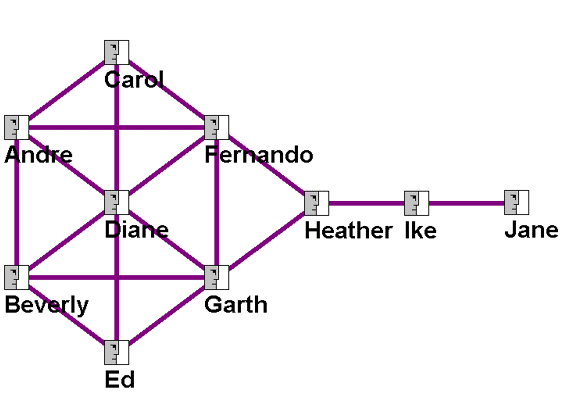 Carol
Andre
Fernando
Diane
Heather
Ike
Jane
Beverly
Garth
Ed